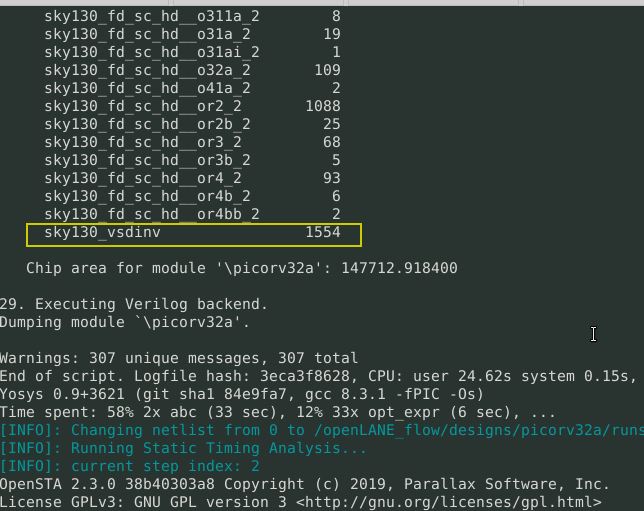 sky130_fd_sc_hd__o311a_2 8
sky130_fd_sc_hd__o31a_2 19
sky130_fd_sc_hd__o31ai_2 1
sky130_fd_sc_hd__o32a_2 109
sky130_fd_sc_hd__o41a_2 2
sky130_fd_sc_hd__or2_2 1088
sky130_fd_sc_hd__or2b_2 25
sky130_fd_sc_hd__or3_2 68
sky130_fd_sc_hd__or3b_2 5
sky130_fd_sc_hd__or4_2 93
sky130_fd_sc_hd__or4b_2 6
sky130_fd_sc_hd__or4bb_2 2
sky130_vsdinv 1554
Chip area for module '\picorv32a': 147712.918400
29. Executing Verilog backend.
Dumping module `\picorv32a'.
Warnings: 307 unique messages, 307 total
End of script. Logfile hash: 3eca3f8628, CPU: user 24.62s system 0.15s,
Yosys 0.9+3621 (git sha1 84e9fa7, gcc 8.3.1 -fPIC -Os)
Time spent: 58% 2x abc (33 sec), 12% 33x opt_expr (6 sec), ...
[INFO]: Changing netlist from 0 to /openLANE_flow/designs/picorv32a/runs
[INFO]: Running Static Timing Analysis...
[INFO]: current step index: 2
OpenSTA 2.3.0 38b40303a8 Copyright (c) 2019, Parallax Software, Inc.
License GPLv3: GNU GPL version 3 <http://gnu.org/licenses/gpl.html>